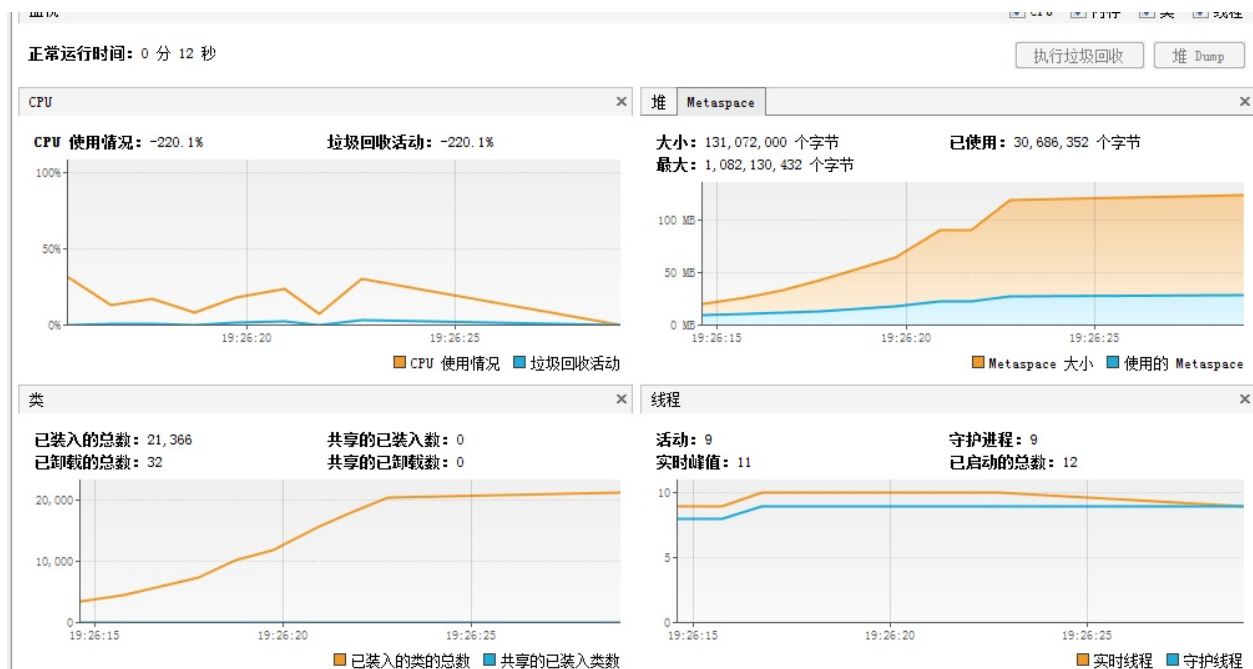 正常运行时间：0 分 12 秒
执行垃圾回收 堆 Dump
CPU ×
CPU 使用情况：-220.1% 垃圾回收活动：-220.1%
100%
50%
0%
19:26:20 19:26:25
CPU 使用情况 垃圾回收活动
堆 Metaspace ×
大小：131,072,000 个字节 已使用：30,686,352 个字节
最大：1,082,130,432 个字节
100 MB
50 MB
0 MB
19:26:15 19:26:20 19:26:25
Metaspace 大小 使用的 Metaspace
类 ×
已装入的总数：21,366 共享的已装入数：0
已卸载的总数：32 共享的已卸载数：0
20,000
10,000
0
19:26:15 19:26:20 19:26:25
已装入的类的总数 共享的已装入类数
线程 ×
活动：9 守护进程：9
实时峰值：11 已启动的总数：12
10
5
0
19:26:15 19:26:20 19:26:25
实时线程 守护线程